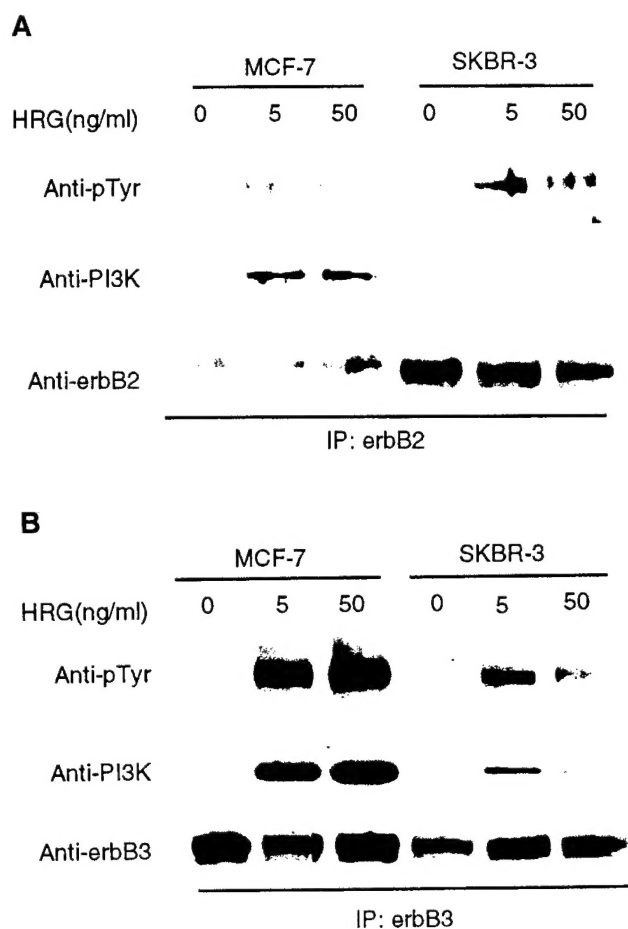 A
MCF-7 SKBR-3
HRG(ng/ml) 0 5 50 0 5 50
Anti-pTyr
Anti-PI3K
Anti-erbB2
IP: erbB2
B
MCF-7 SKBR-3
HRG(ng/ml) 0 5 50 0 5 50
Anti-pTyr
Anti-PI3K
Anti-erbB3
IP: erbB3